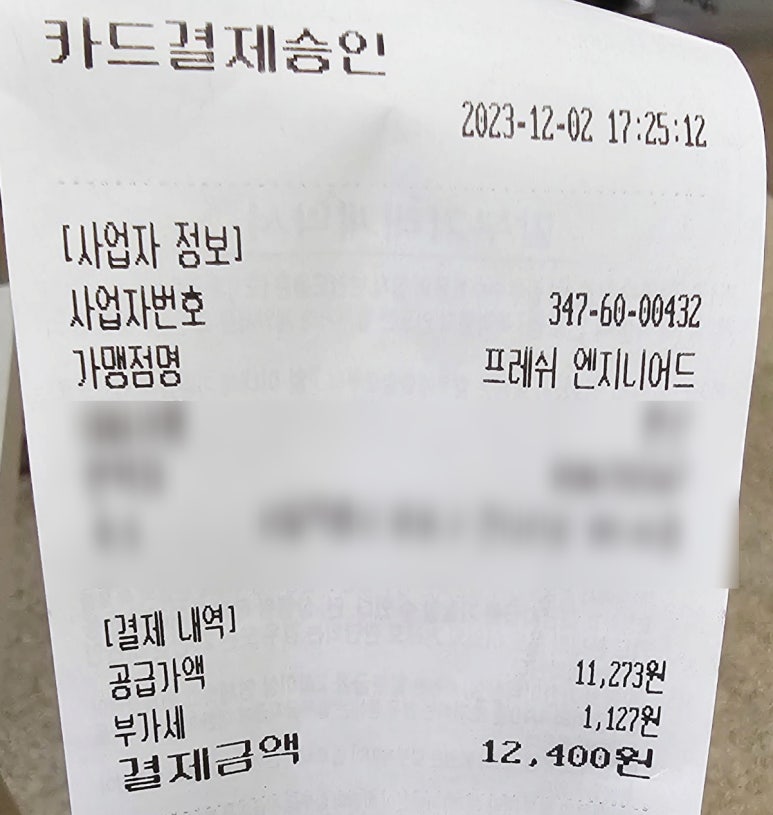 카드결제승인
2023-12-02 17:25:12
[사업자 정보]
사업자번호 347-60-00432
가맹점명 프레쉬 엔지니어드
[결제 내역]
공급가액 11,273원
부가세 1,127원
결제금액 12,400원